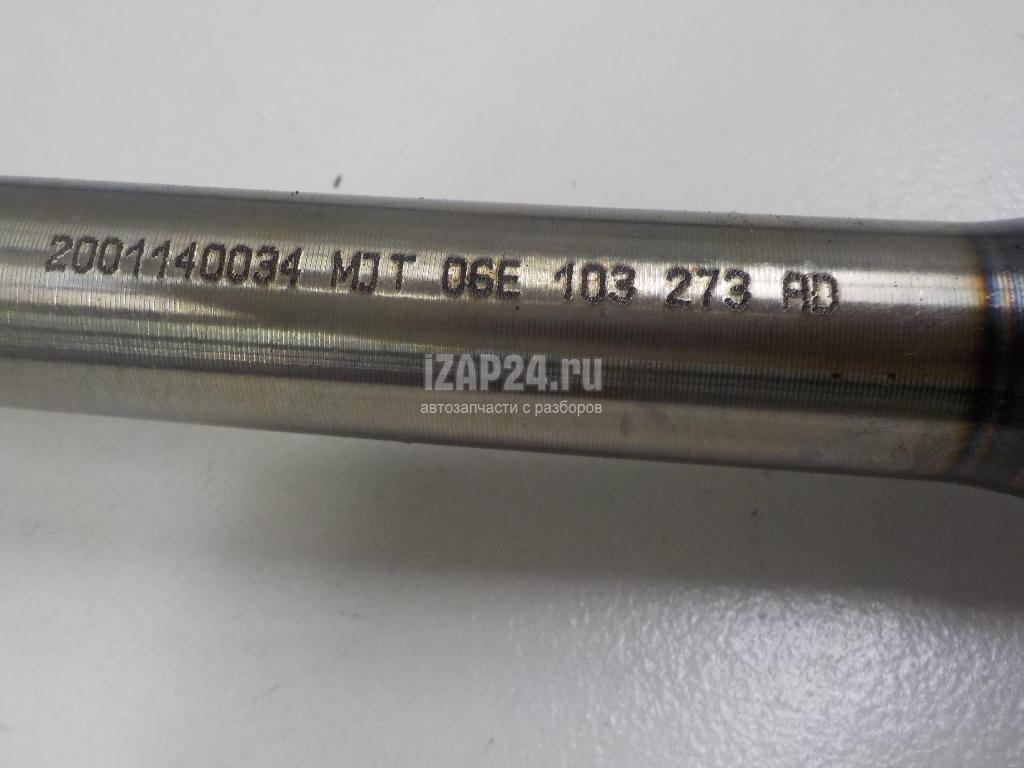 2001140034 MJT 06E 103 273 AD
iZAP24.ru
автозапчасти с разборов